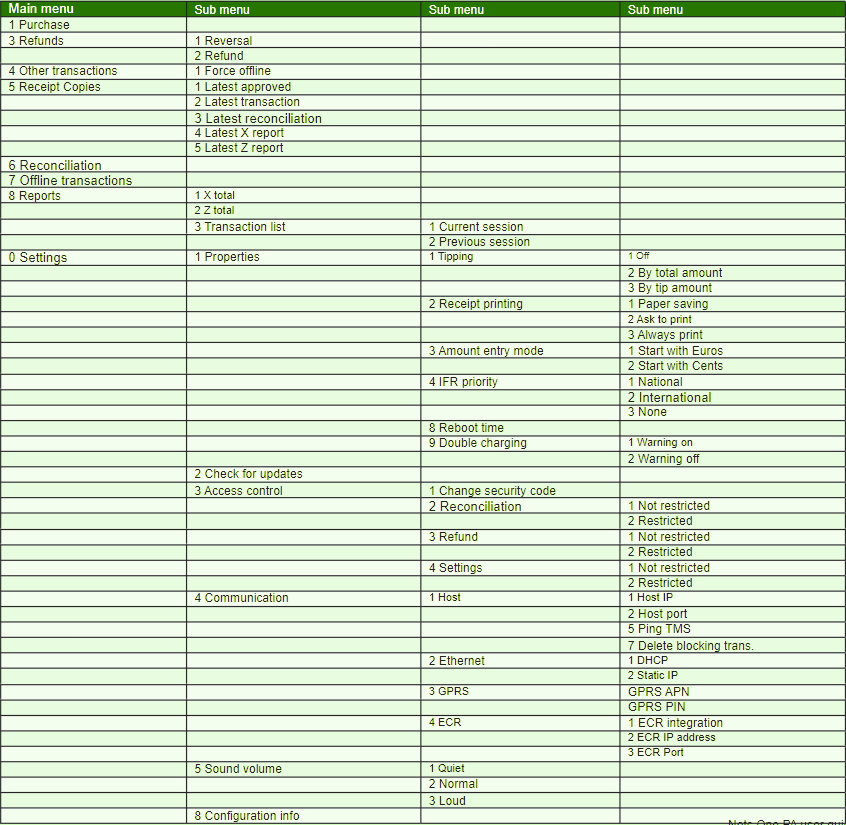 Main menu Sub menu Sub menu Sub menu
1 Purchase
3 Refunds 1 Reversal
2 Refund
4 Other transactions 1 Force offline
5 Receipt Copies 1 Latest approved
2 Latest transaction
3 Latest reconciliation
4 Latest X report
5 Latest Z report
6 Reconciliation
7 Offline transactions
8 Reports 1 X total
2 Z total
3 Transaction list 1 Current session
2 Previous session
0 Settings 1 Properties 1 Tipping 1 Off
2 By total amount
3 By tip amount
2 Receipt printing 1 Paper saving
2 Ask to print
3 Always print
3 Amount entry mode 1 Start with Euros
2 Start with Cents
4 IFR priority 1 National
2 International
3 None
8 Reboot time
9 Double charging 1 Warning on
2 Warning off
2 Check for updates
3 Access control 1 Change security code
2 Reconciliation 1 Not restricted
2 Restricted
3 Refund 1 Not restricted
2 Restricted
4 Settings 1 Not restricted
2 Restricted
4 Communication 1 Host 1 Host IP
2 Host port
5 Ping TMS
7 Delete blocking trans.
2 Ethernet 1 DHCP
2 Static IP
3 GPRS GPRS APN
GPRS PIN
4 ECR 1 ECR integration
2 ECR IP address
3 ECR Port
5 Sound volume 1 Quiet
2 Normal
3 Loud
8 Configuration info